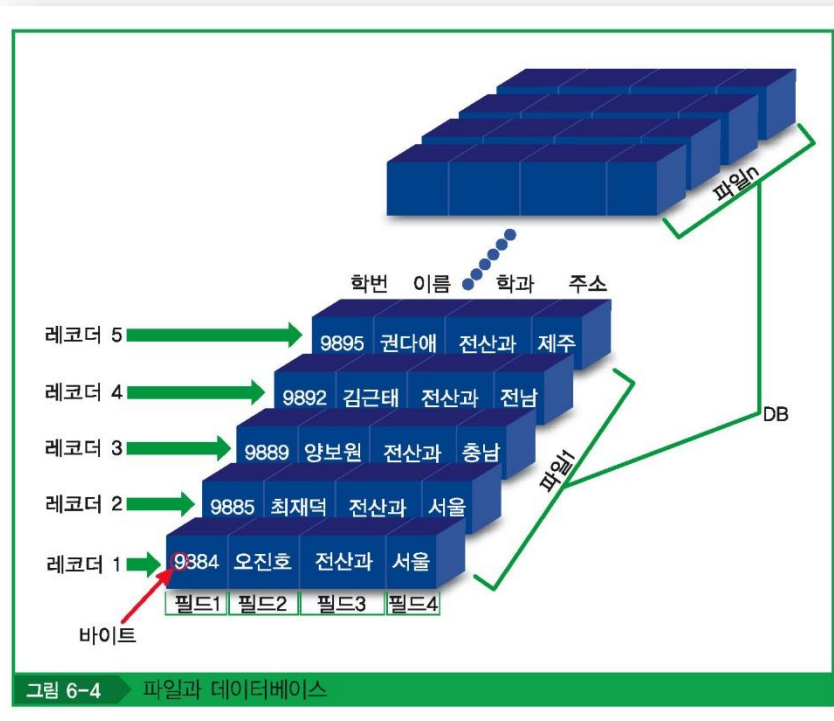 파일n
학번 이름 학과 주소
레코더 5 9895 권다애 전산과 제주
레코더 4 9892 김근태 전산과 전남
DB
레코더 3 9889 양보원 전산과 충남
파일1
레코더 2 9885 최재덕 전산과 서울
레코더 1 9884 오진호 전산과 서울
필드1 필드2 필드3 필드4
바이트
그림 6-4 파일과 데이터베이스